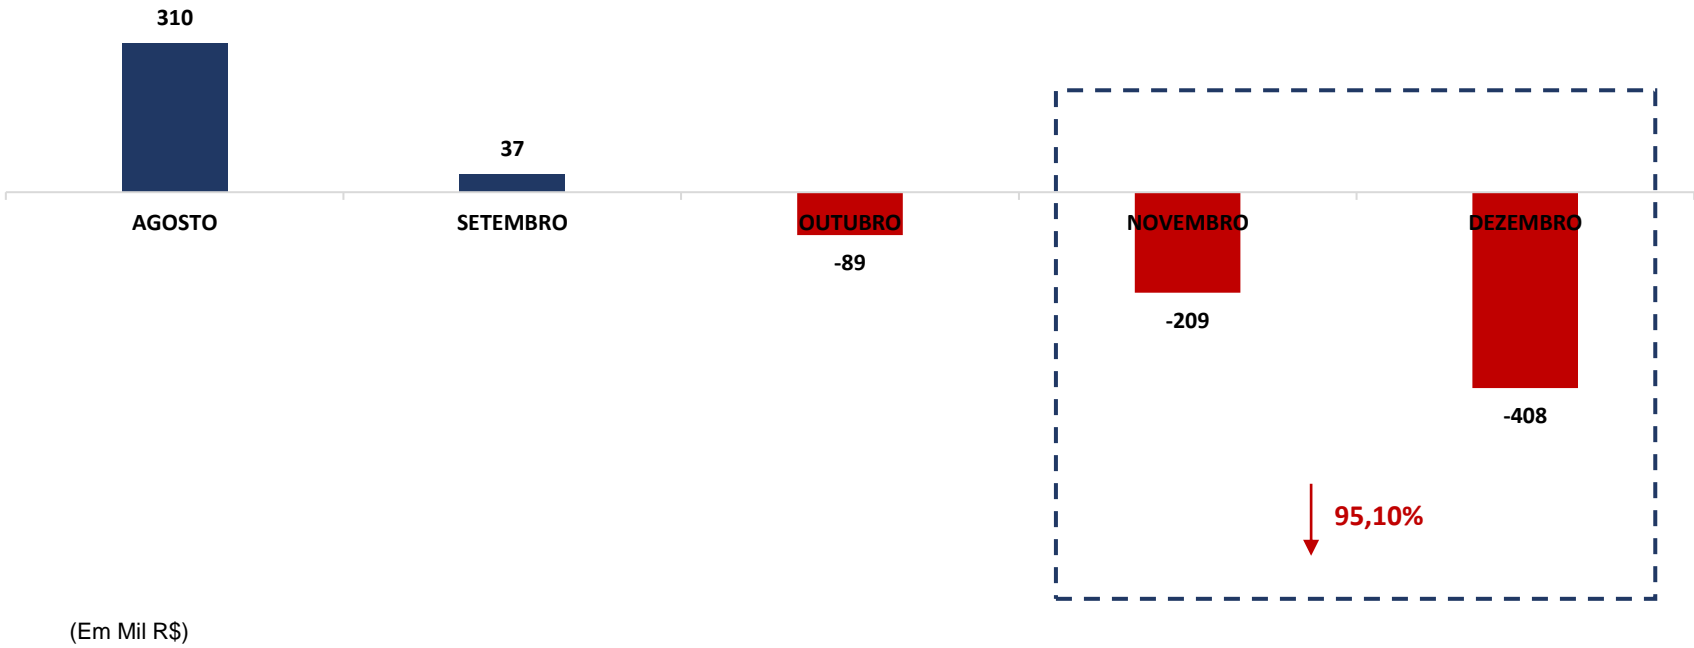 310
37
AGOSTO
SETEMBRO
OUTUBRO
NOVEMBRO
DEZEMBRO
-89
-209
-408
95,10%
(Em Mil R$)